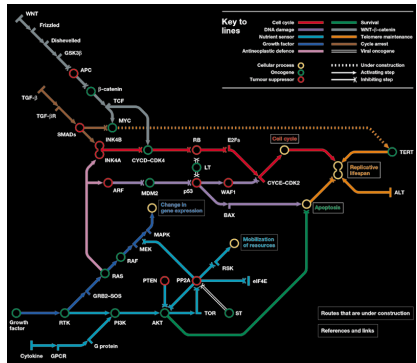 WNT
Frizzled
Dishevelled
GSK3β
APC
β-catenin
TCF
TGF-β
TGF-βR
MYC
SMADs
INK4B
INK4A
CYCD-CDK4
RB
E2Fs
Cell cycle
LT
TERT
ARF
MDM2
p53
WAF1
CYCE-CDK2
Replicative
lifespan
BAX
ALT
Apoptosis
Change in
gene expression
MAPK
MEK
RAF
RAS
Mobilization
of resources
RSK
PTEN
PP2A
eIF4E
GRB2-SOS
Growth
factor
RTK
PI3K
AKT
TOR
ST
G protein
Cytokine
GPCR
Key to
lines
Cell cycle
DNA damage
Nutrient sensor
Growth factor
Antineoplastic defence
Survival
WNT-β-catenin
Telomere maintenance
Cycle arrest
Viral oncogene
Cellular process
Oncogene
Tumour suppressor
Under construction
Activating step
Inhibiting step
Routes that are under construction
References and links